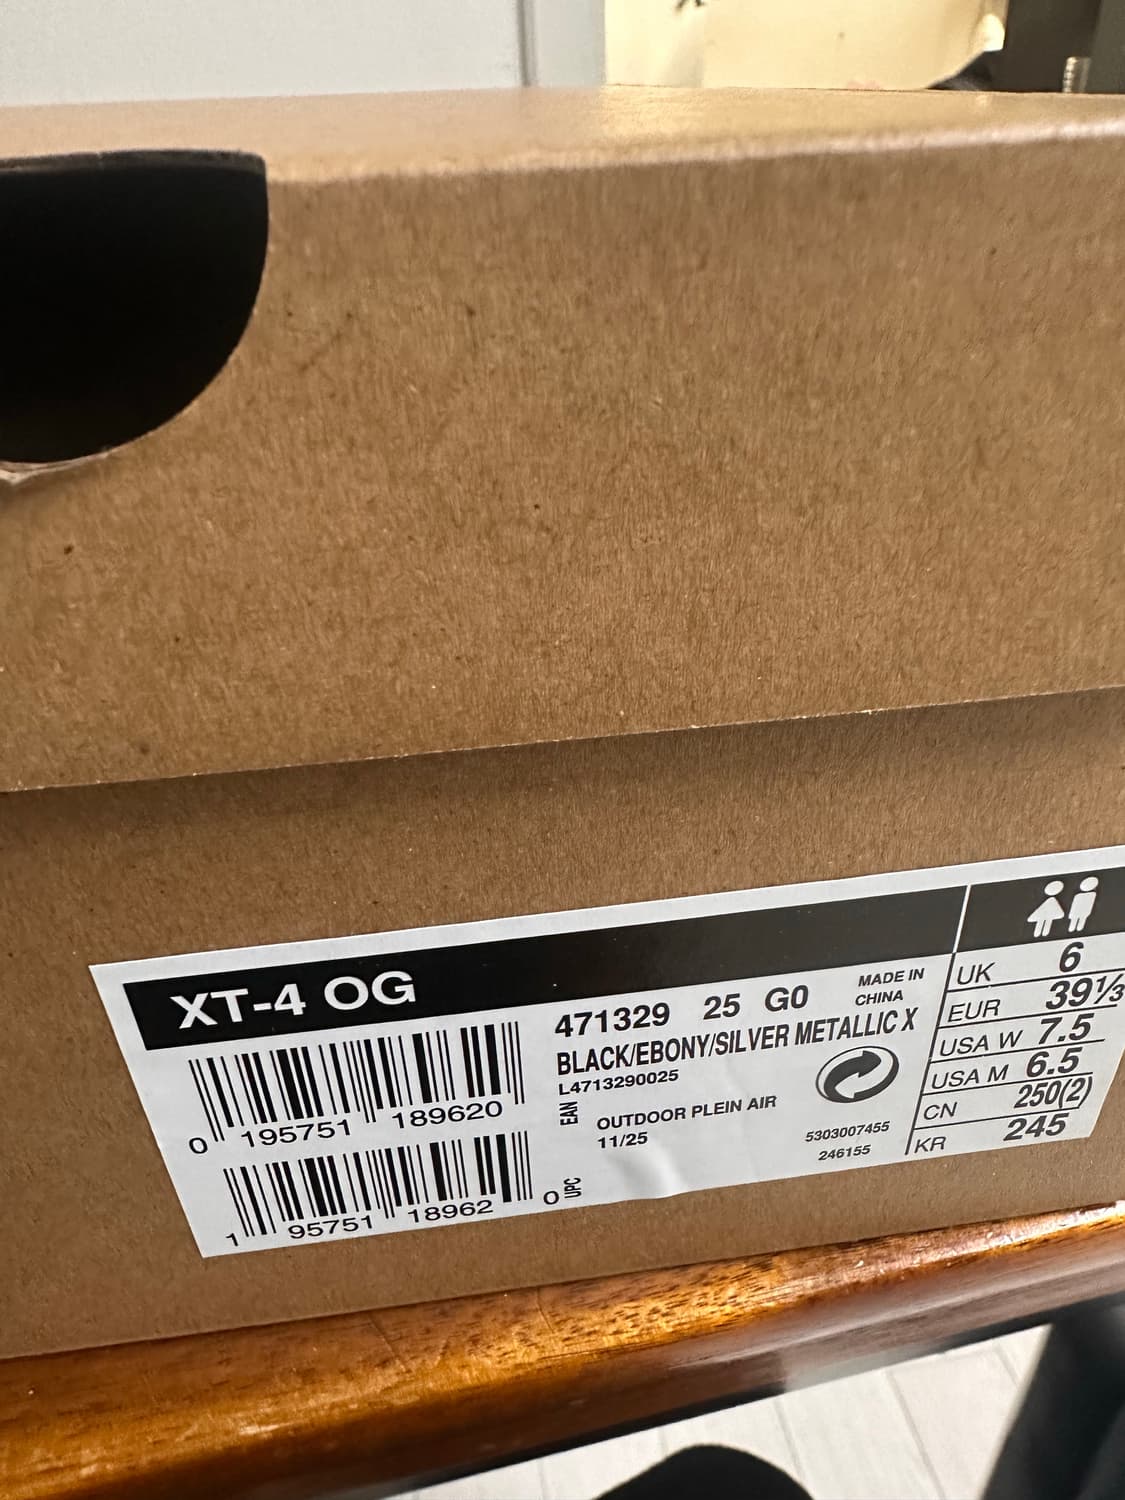 XT-4 OG
471329 25 G0
MADE IN
CHINA
BLACK/EBONY/SILVER METALLIC X
L4713290025
EAN
0 195751 189620
OUTDOOR PLEIN AIR
11/25
5303007455
246155
UPC
1 95751 18962 0
UK 6
EUR 39⅓
USA W 7.5
USA M 6.5
CN 250(2)
KR 245